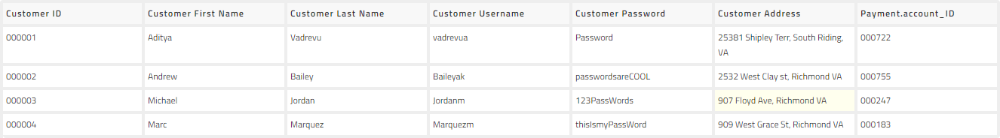 Customer ID Customer First Name Customer Last Name Customer Username Customer Password Customer Address Payment.account_ID
000001 Aditya Vadrevu vadrevua Password 25381 Shipley Terr, South Riding, 000722
VA
000002 Andrew Bailey Baileyak passwordsareCOOL 2532 West Clay st, Richmond VA 000755
000003 Michael Jordan Jordanm 123PassWords 907 Floyd Ave, Richmond VA 000247
000004 Marc Marquez Marquezm thisIsmyPassWord 909 West Grace St, Richmond VA 000183